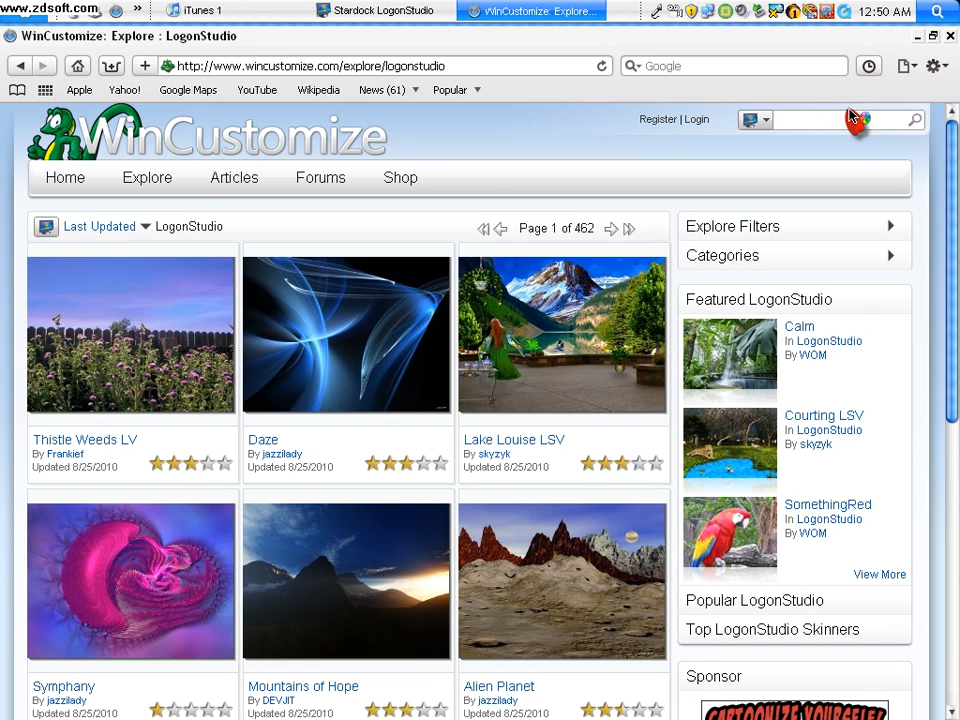 www.zdsoft.com
»
iTunes 1
Stardock LogonStudio
WinCustomize: Explore...
12:50 AM
WinCustomize: Explore : LogonStudio
http://www.wincustomize.com/explore/logonstudio
Google
Apple Yahoo! Google Maps YouTube Wikipedia News (61) Popular
WinCustomize
Register | Login
Home Explore Articles Forums Shop
Last Updated LogonStudio
Page 1 of 462
Thistle Weeds LV
By Frankief
Updated 8/25/2010
Daze
By jazzilady
Updated 8/25/2010
Lake Louise LSV
By skyzyk
Updated 8/25/2010
Symphany
By jazzilady
Updated 8/25/2010
Mountains of Hope
By DEVJIT
Updated 8/25/2010
Alien Planet
By jazzilady
Updated 8/25/2010
Explore Filters
Categories
Featured LogonStudio
Calm
In LogonStudio
By WOM
Courting LSV
In LogonStudio
By skyzyk
SomethingRed
In LogonStudio
By WOM
View More
Popular LogonStudio
Top LogonStudio Skinners
Sponsor
CARTOONIZE YOURSELF!